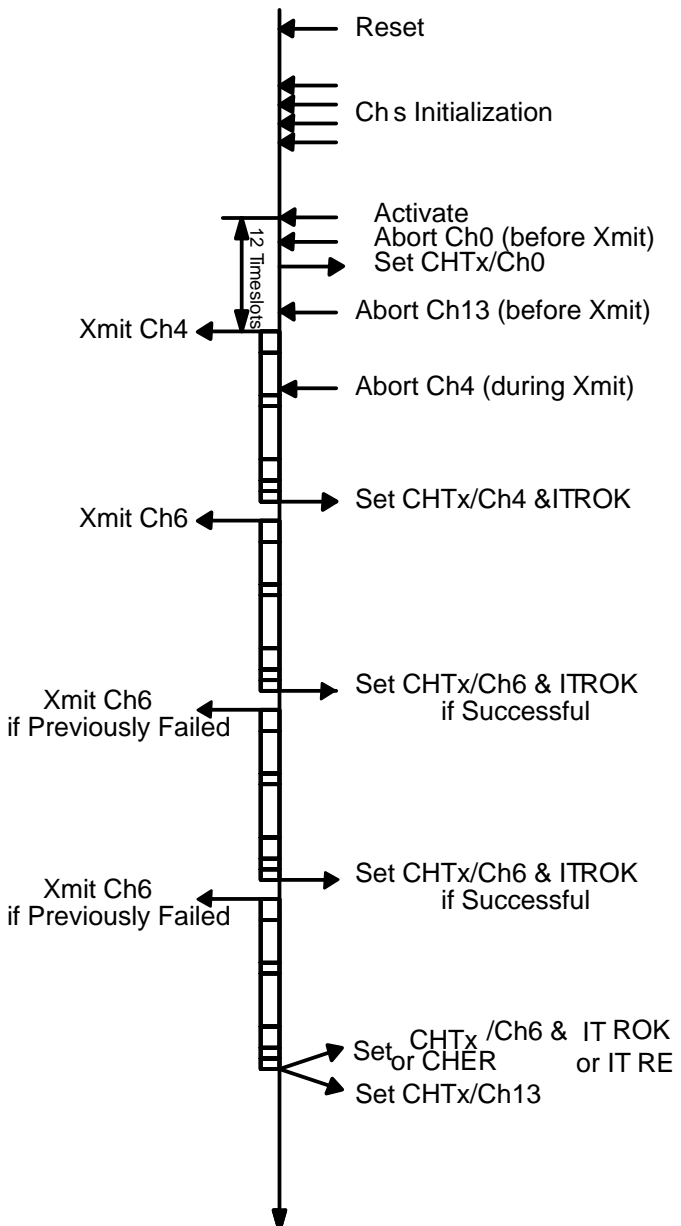 Reset
Chs Initialization
Activate
Abort Ch0 (before Xmit)
Set CHTx/Ch0
12 Timeslots
Abort Ch13 (before Xmit)
Xmit Ch4
Abort Ch4 (during Xmit)
Set CHTx/Ch4 &ITROK
Xmit Ch6
Set CHTx/Ch6 & ITROK
if Successful
Xmit Ch6
if Previously Failed
Set CHTx/Ch6 & ITROK
if Successful
Xmit Ch6
if Previously Failed
Set CHTx /Ch6 & IT ROK
or CHER or IT RE
Set CHTx/Ch13